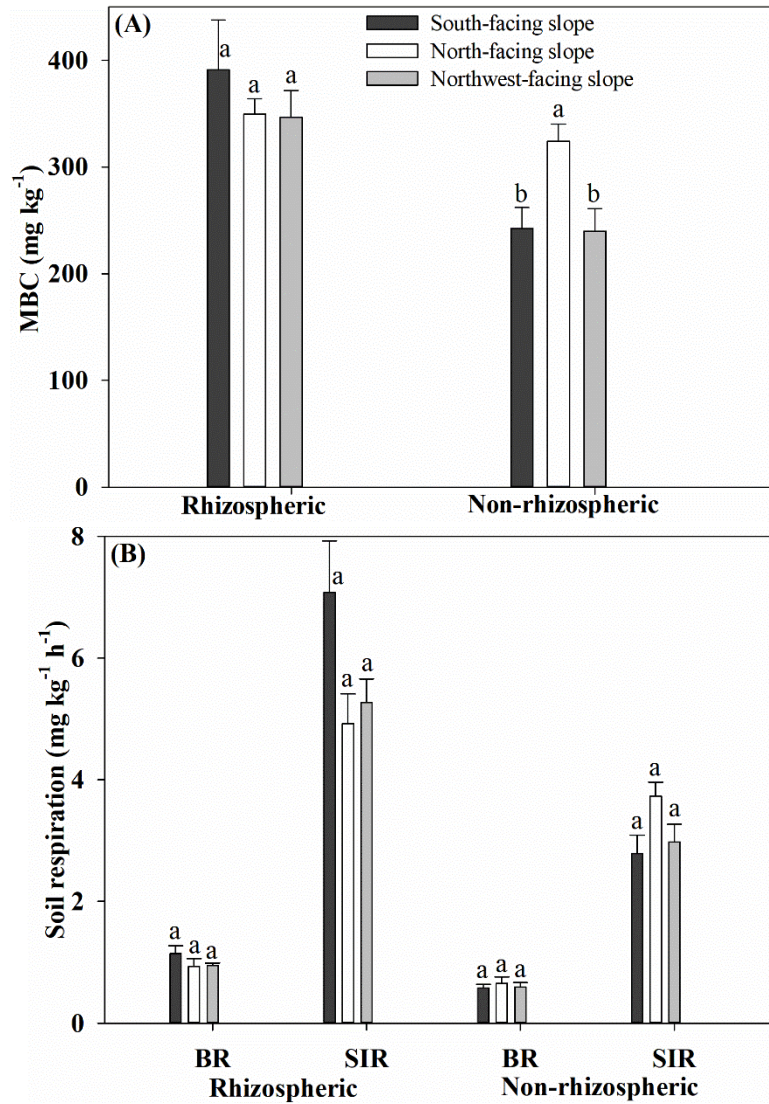 (A)
South-facing slope
North-facing slope
Northwest-facing slope
400
300
200
100
0
MBC (mg kg⁻¹)
a
a
a
b
a
b
Rhizospheric
Non-rhizospheric
(B)
8
6
4
2
0
Soil respiration (mg kg⁻¹ h⁻¹)
a
a
a
a
a
a
a
a
a
a
a
a
BR
SIR
BR
SIR
Rhizospheric
Non-rhizospheric